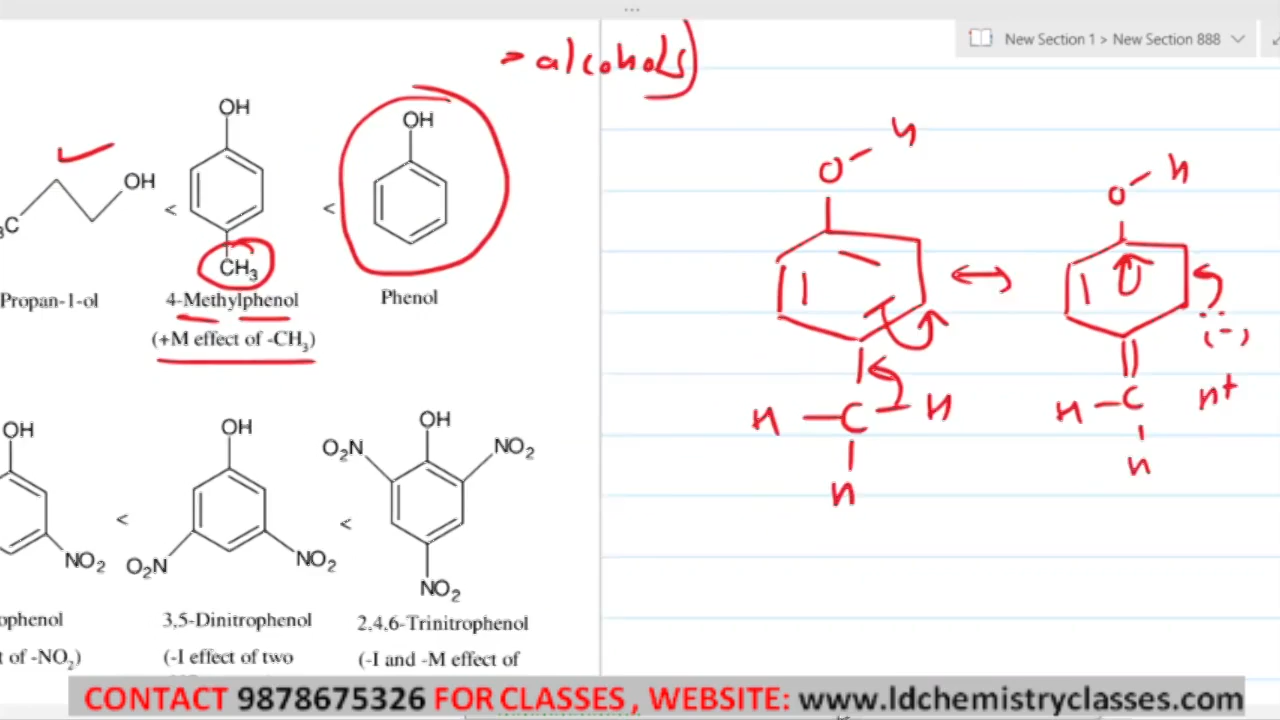 > alcohols)
New Section 1 > New Section 888
OH
OH
OH
<
<
CH3
Propan-1-ol
4-Methylphenol
Phenol
(+M effect of -CH3)
O - H
O - H
H - C - H
H
(-)
H - C
H+
H
OH
OH
OH
O2N
NO2
<
<
NO2
O2N
NO2
NO2
3,5-Dinitrophenol
2,4,6-Trinitrophenol
t of -NO2)
(-I effect of two
(-I and -M effect of
CONTACT 9878675326 FOR CLASSES , WEBSITE: www.ldchemistryclasses.com